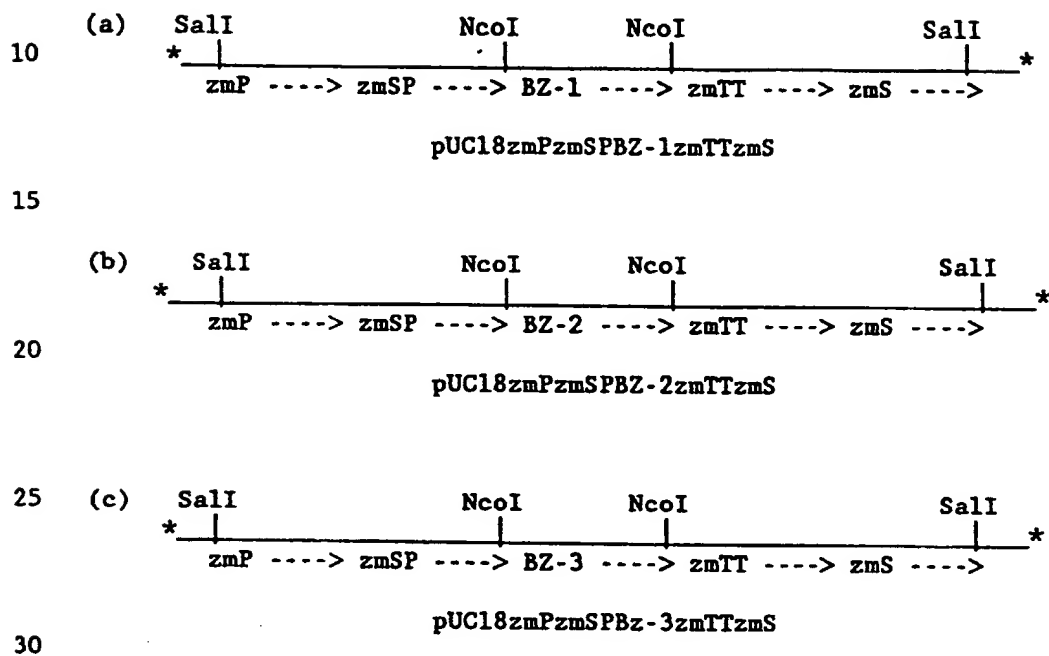 (a) SalI NcoI NcoI SalI
10
* *
zmP ----> zmSP ----> BZ-1 ----> zmTT ----> zmS ---->
pUC18zmPzmSPBZ-1zmTTzmS
15
(b) SalI NcoI NcoI SalI
* *
zmP ----> zmSP ----> BZ-2 ----> zmTT ----> zmS ---->
20
pUC18zmPzmSPBZ-2zmTTzmS
25 (c) SalI NcoI NcoI SalI
* *
zmP ----> zmSP ----> BZ-3 ----> zmTT ----> zmS ---->
pUC18zmPzmSPBz-3zmTTzmS
30